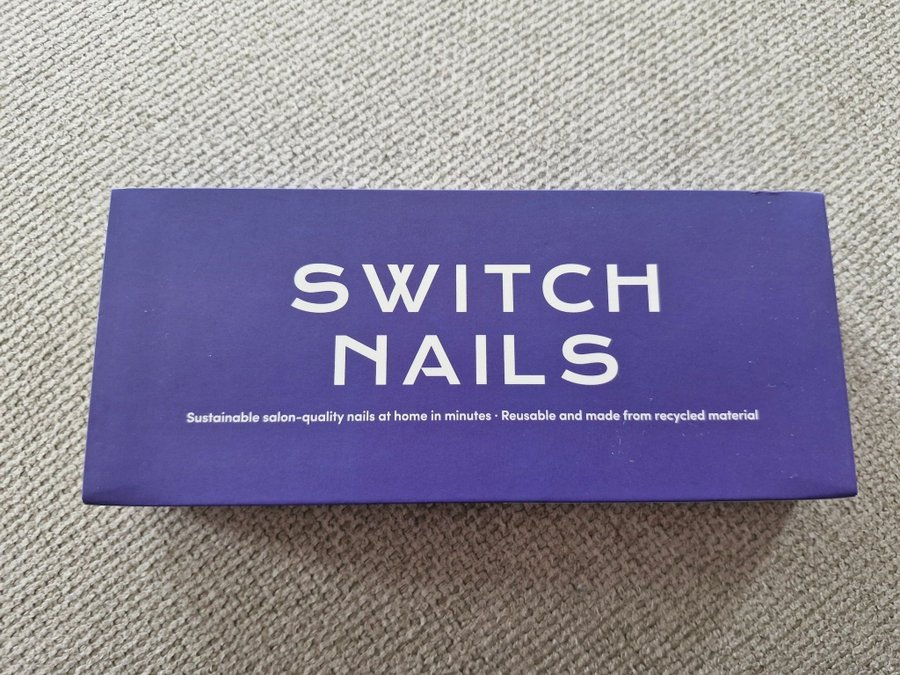 SWITCH
NAILS
Sustainable salon-quality nails at home in minutes · Reusable and made from recycled material